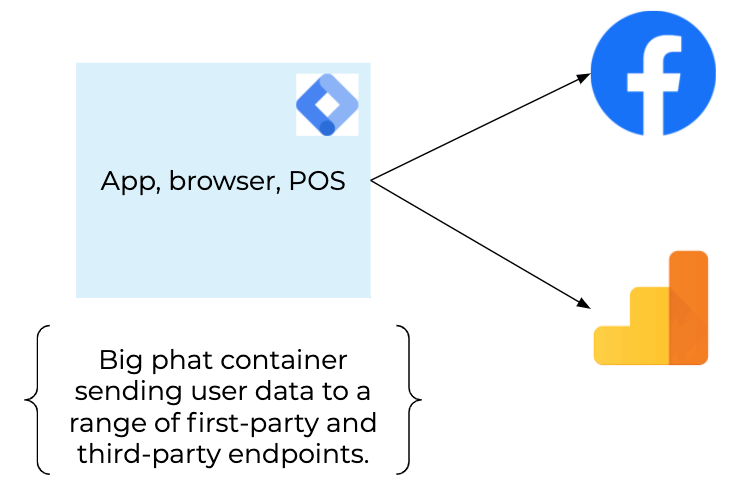 App, browser, POS
Big phat container
sending user data to a
range of first-party and
third-party endpoints.